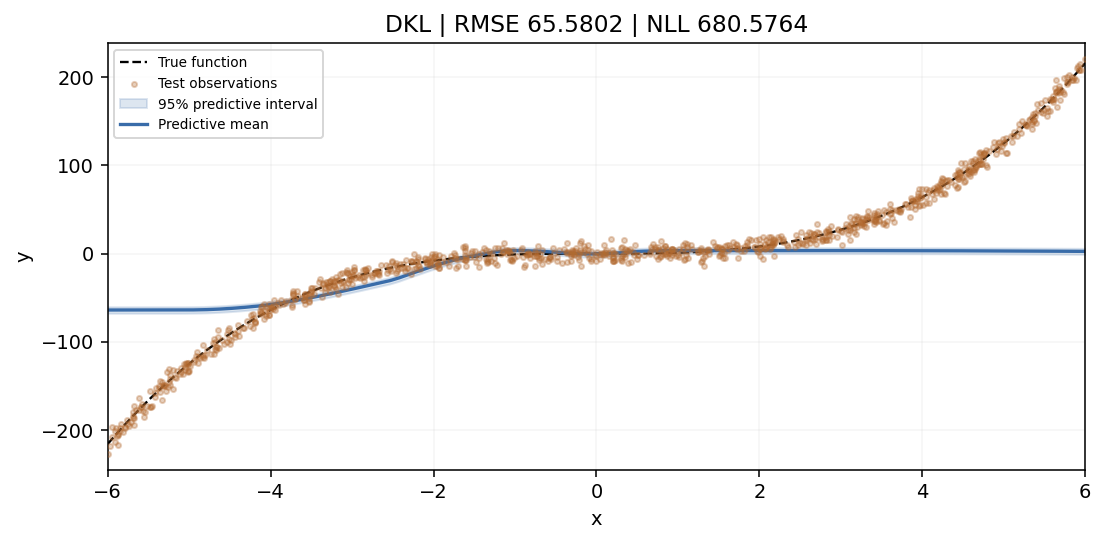 DKL | RMSE 65.5802 | NLL 680.5764
True function
Test observations
95% predictive interval
Predictive mean
200
100
0
−100
−200
y
−6 −4 −2 0 2 4 6
x